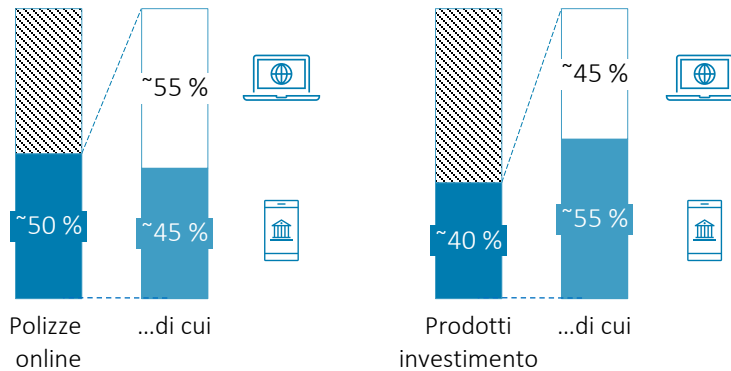 ~55 %
~50 %
~45 %
Polizze
online
...di cui
~45 %
~40 %
~55 %
Prodotti
investimento
...di cui